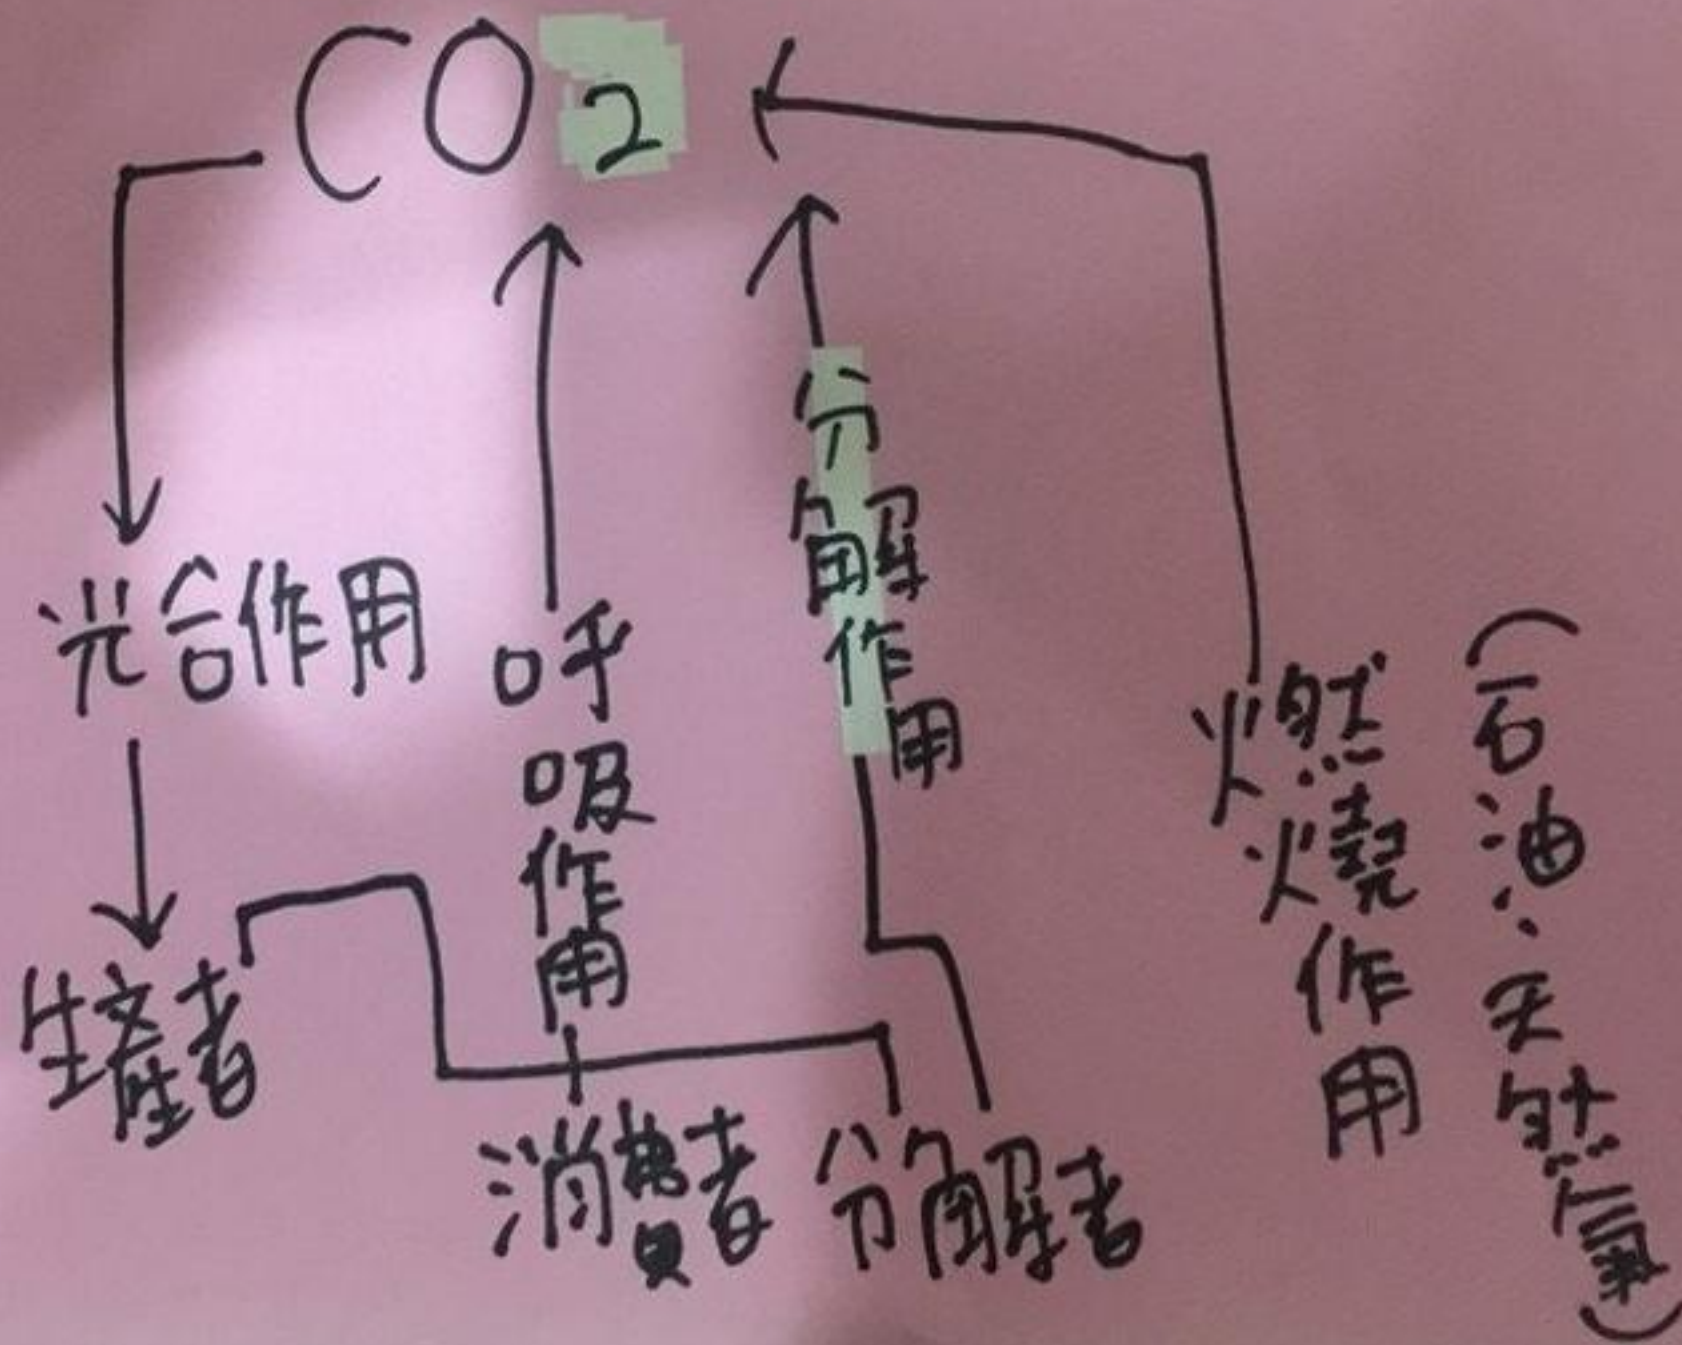 CO2
光合作用
呼吸作用
分解作用
燃燒作用
(石油、天然氣)
生產者
消費者
分解者